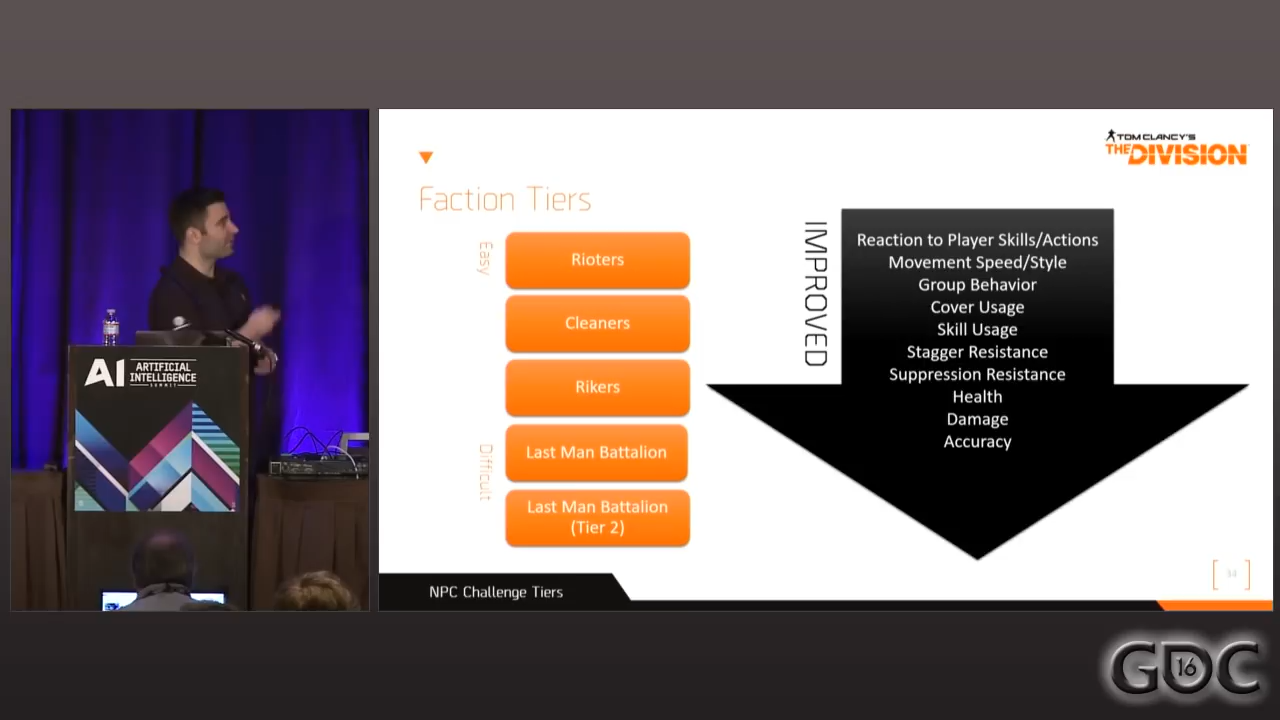 AI ARTIFICIAL
INTELLIGENCE
SUMMIT
TOM CLANCY'S
THE DIVISION
Faction Tiers
Easy
Difficult
Rioters
Cleaners
Rikers
Last Man Battalion
Last Man Battalion
(Tier 2)
IMPROVED
Reaction to Player Skills/Actions
Movement Speed/Style
Group Behavior
Cover Usage
Skill Usage
Stagger Resistance
Suppression Resistance
Health
Damage
Accuracy
NPC Challenge Tiers
34
GDC
16